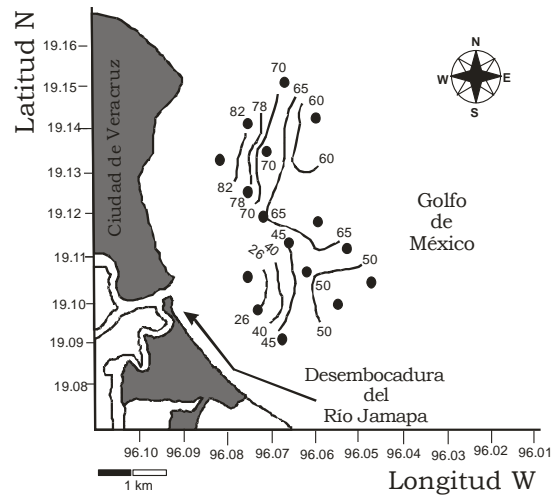 Latitud N
19.16
19.15
19.14
19.13
19.12
19.11
19.10
19.09
19.08
Ciudad de Veracruz
70
65
60
78
82
70
60
82
78
70
65
45
65
26
40
50
50
26
40
45
50
N
W
E
S
Golfo
de
México
Desembocadura
del
Río Jamapa
96.10
96.09
96.08
96.07
96.06
96.05
96.04
96.03
96.02
96.01
1 km
Longitud W